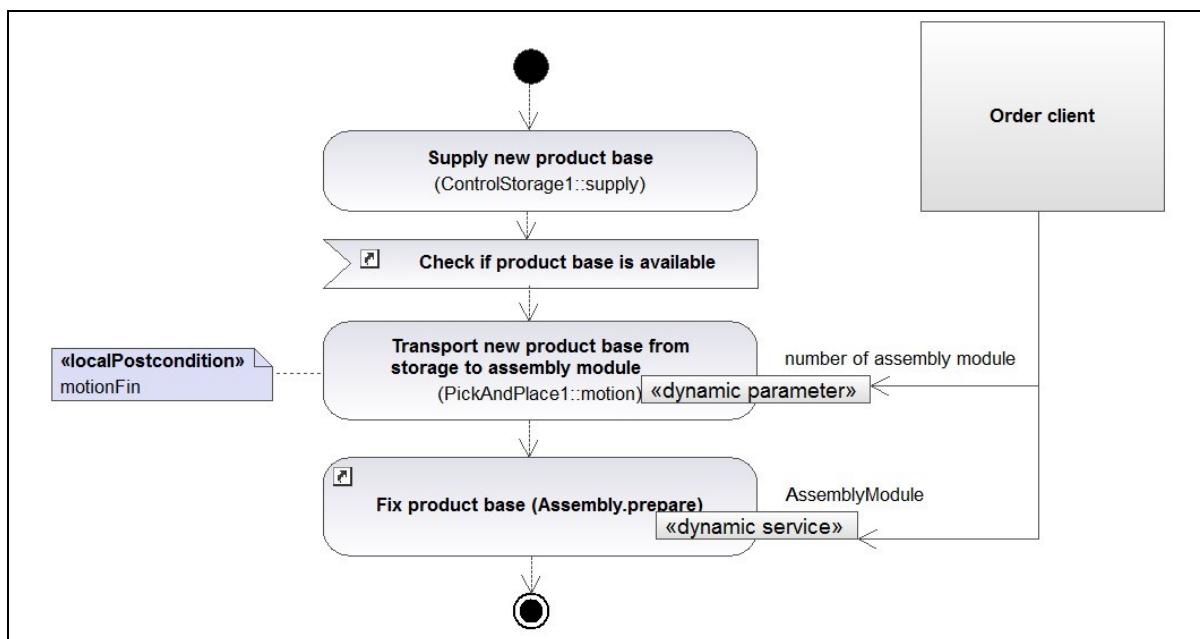 Order client
Supply new product base
(ControlStorage1::supply)
Check if product base is available
«localPostcondition»
motionFin
Transport new product base from
storage to assembly module
(PickAndPlace1::motion)
number of assembly module
«dynamic parameter»
Fix product base (Assembly.prepare)
AssemblyModule
«dynamic service»